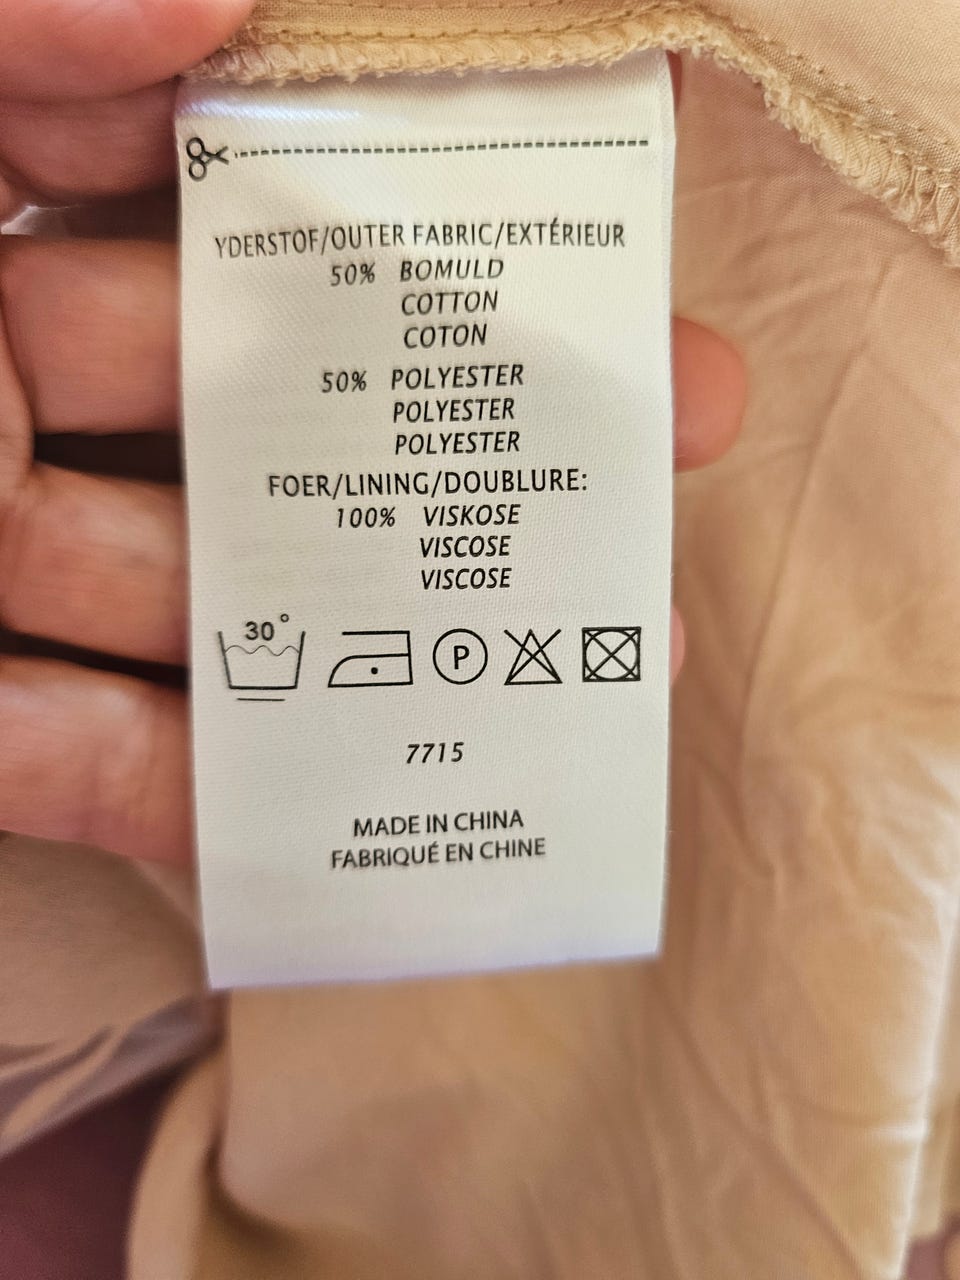 YDERSTOF/OUTER FABRIC/EXTÉRIEUR
50% BOMULD
COTTON
COTON
50% POLYESTER
POLYESTER
POLYESTER
FOER/LINING/DOUBLURE:
100% VISKOSE
VISCOSE
VISCOSE
30° P
7715
MADE IN CHINA
FABRIQUÉ EN CHINE